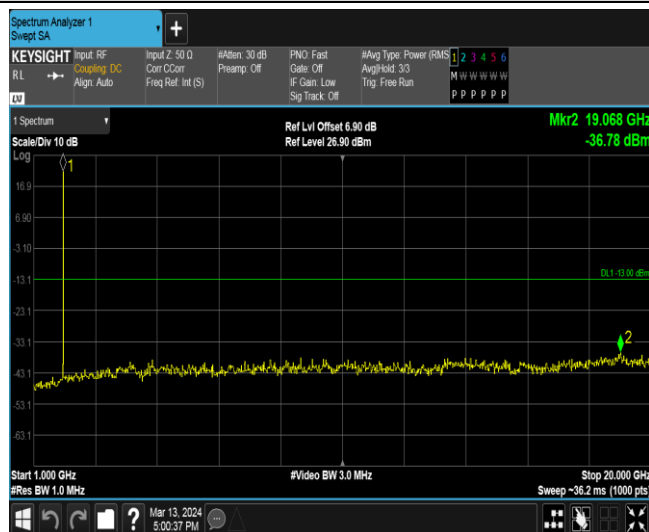 Spectrum Analyzer 1
Swept SA
KEYSIGHT
RL
LXI
Input: RF
Coupling: DC
Align: Auto
Input Z: 50 Ω
Corr CCorr
Freq Ref: Int (S)
#Atten: 30 dB
Preamp: Off
PNO: Fast
Gate: Off
IF Gain: Low
Sig Track: Off
#Avg Type: Power (RMS
Avg|Hold: 3/3
Trig: Free Run
1 2 3 4 5 6
M W W W W W
P P P P P P
1 Spectrum
Scale/Div 10 dB
Log
Ref Lvl Offset 6.90 dB
Ref Level 26.90 dBm
Mkr2 19.068 GHz
-36.78 dBm
1
16.9
6.90
-3.10
-13.1
DL1 -13.00 dBm
-23.1
-33.1
2
-43.1
-53.1
-63.1
Start 1.000 GHz
#Res BW 1.0 MHz
#Video BW 3.0 MHz
Stop 20.000 GHz
Sweep ~36.2 ms (1000 pts)
?
Mar 13, 2024
5:00:37 PM